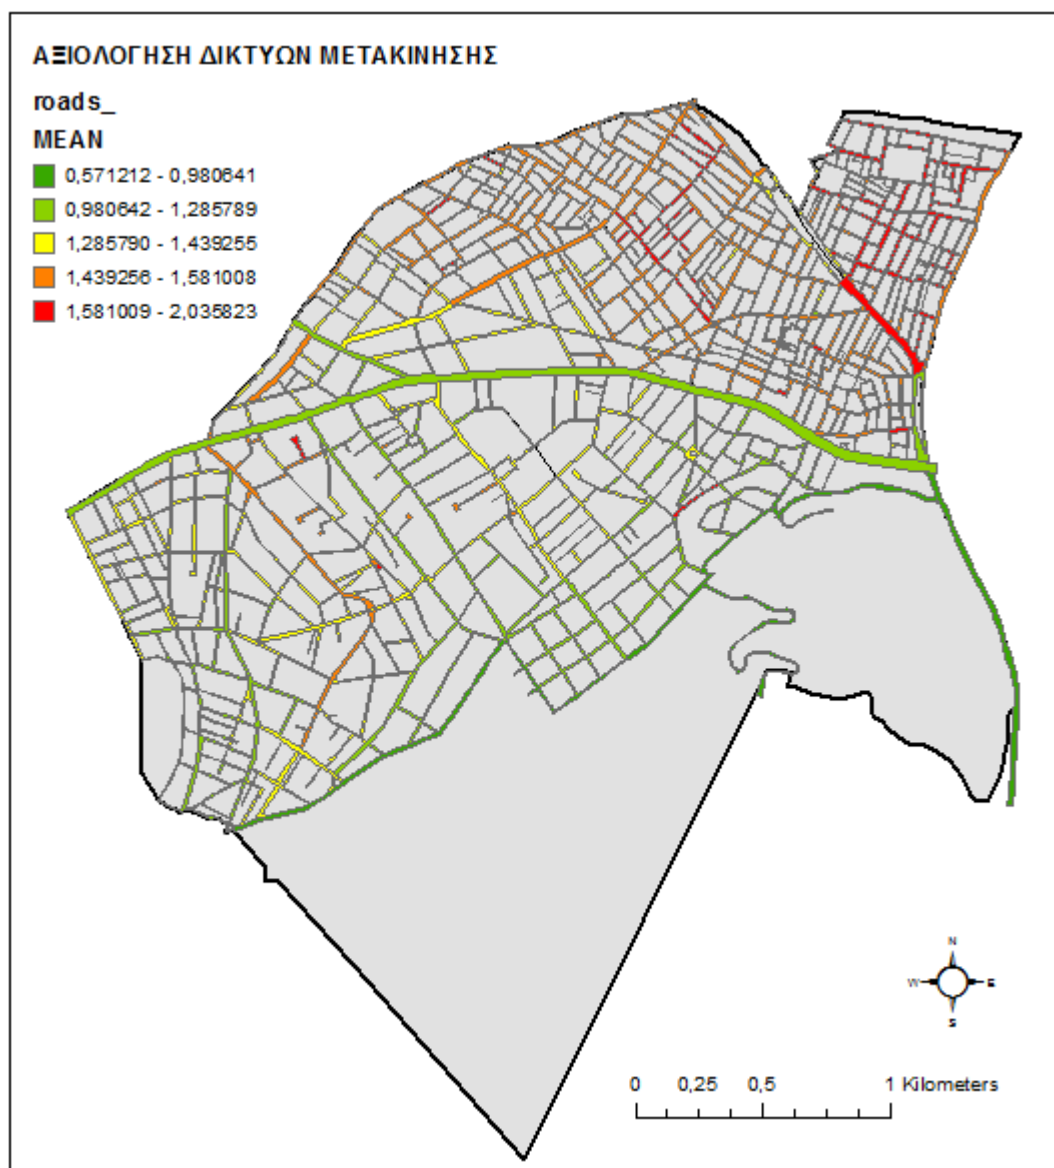 ΑΞΙΟΛΟΓΗΣΗ ΔΙΚΤΥΩΝ ΜΕΤΑΚΙΝΗΣΗΣ
roads_
MEAN
0,571212 - 0,980641
0,980642 - 1,285789
1,285790 - 1,439255
1,439256 - 1,581008
1,581009 - 2,035823
N
W E
S
0 0,25 0,5 1 Kilometers